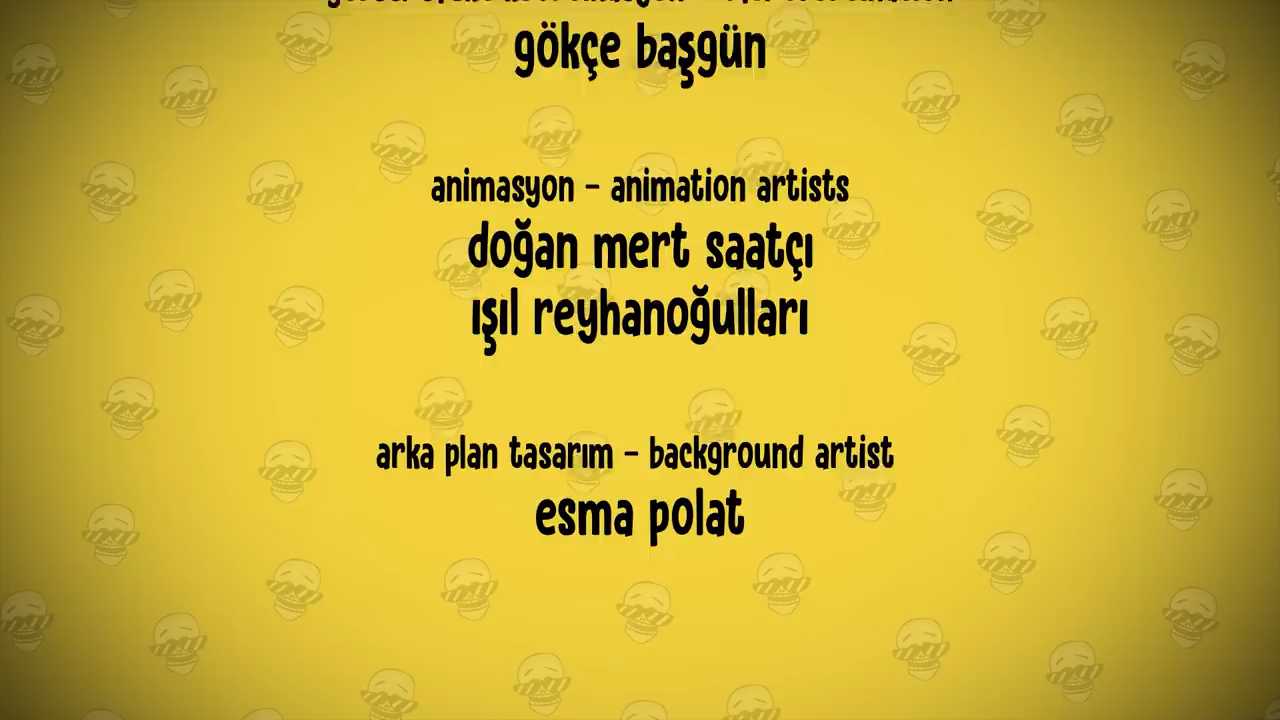 gökçe başgün
animasyon - animation artists
doğan mert saatçı
ışıl reyhanoğulları
arka plan tasarım - background artist
esma polat